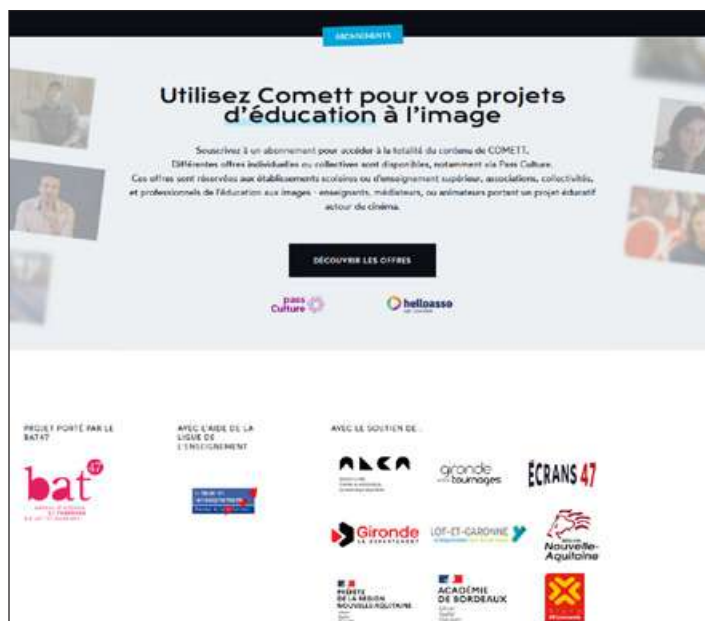 ABONNEMENTS
Utilisez Comett pour vos projets
d'éducation à l'image
Souscrivez à un abonnement pour accéder à la totalité du contenu de COMETT.
Différentes offres individuelles ou collectives sont disponibles, notamment via Pass Culture.
Ces offres sont réservées aux établissements scolaires ou d'enseignement supérieur, associations, collectivités,
et professionnels de l'éducation aux images - enseignants, médiateurs, ou animateurs portant un projet éducatif
autour du cinéma.
DÉCOUVRIR LES OFFRES
pass
Culture
helloasso
PROJET PORTÉ PAR LE
BAT47
AVEC L'AIDE DE LA
LIGUE DE
L'ENSEIGNEMENT
AVEC LE SOUTIEN DE...
bat 47
ALCA
gironde
tournages
ÉCRANS 47
Gironde
LE DÉPARTEMENT
LOT-ET-GARONNE
Nouvelle-
Aquitaine
PRÉFÈTE
DE LA RÉGION
NOUVELLE-AQUITAINE
ACADÉMIE
DE BORDEAUX